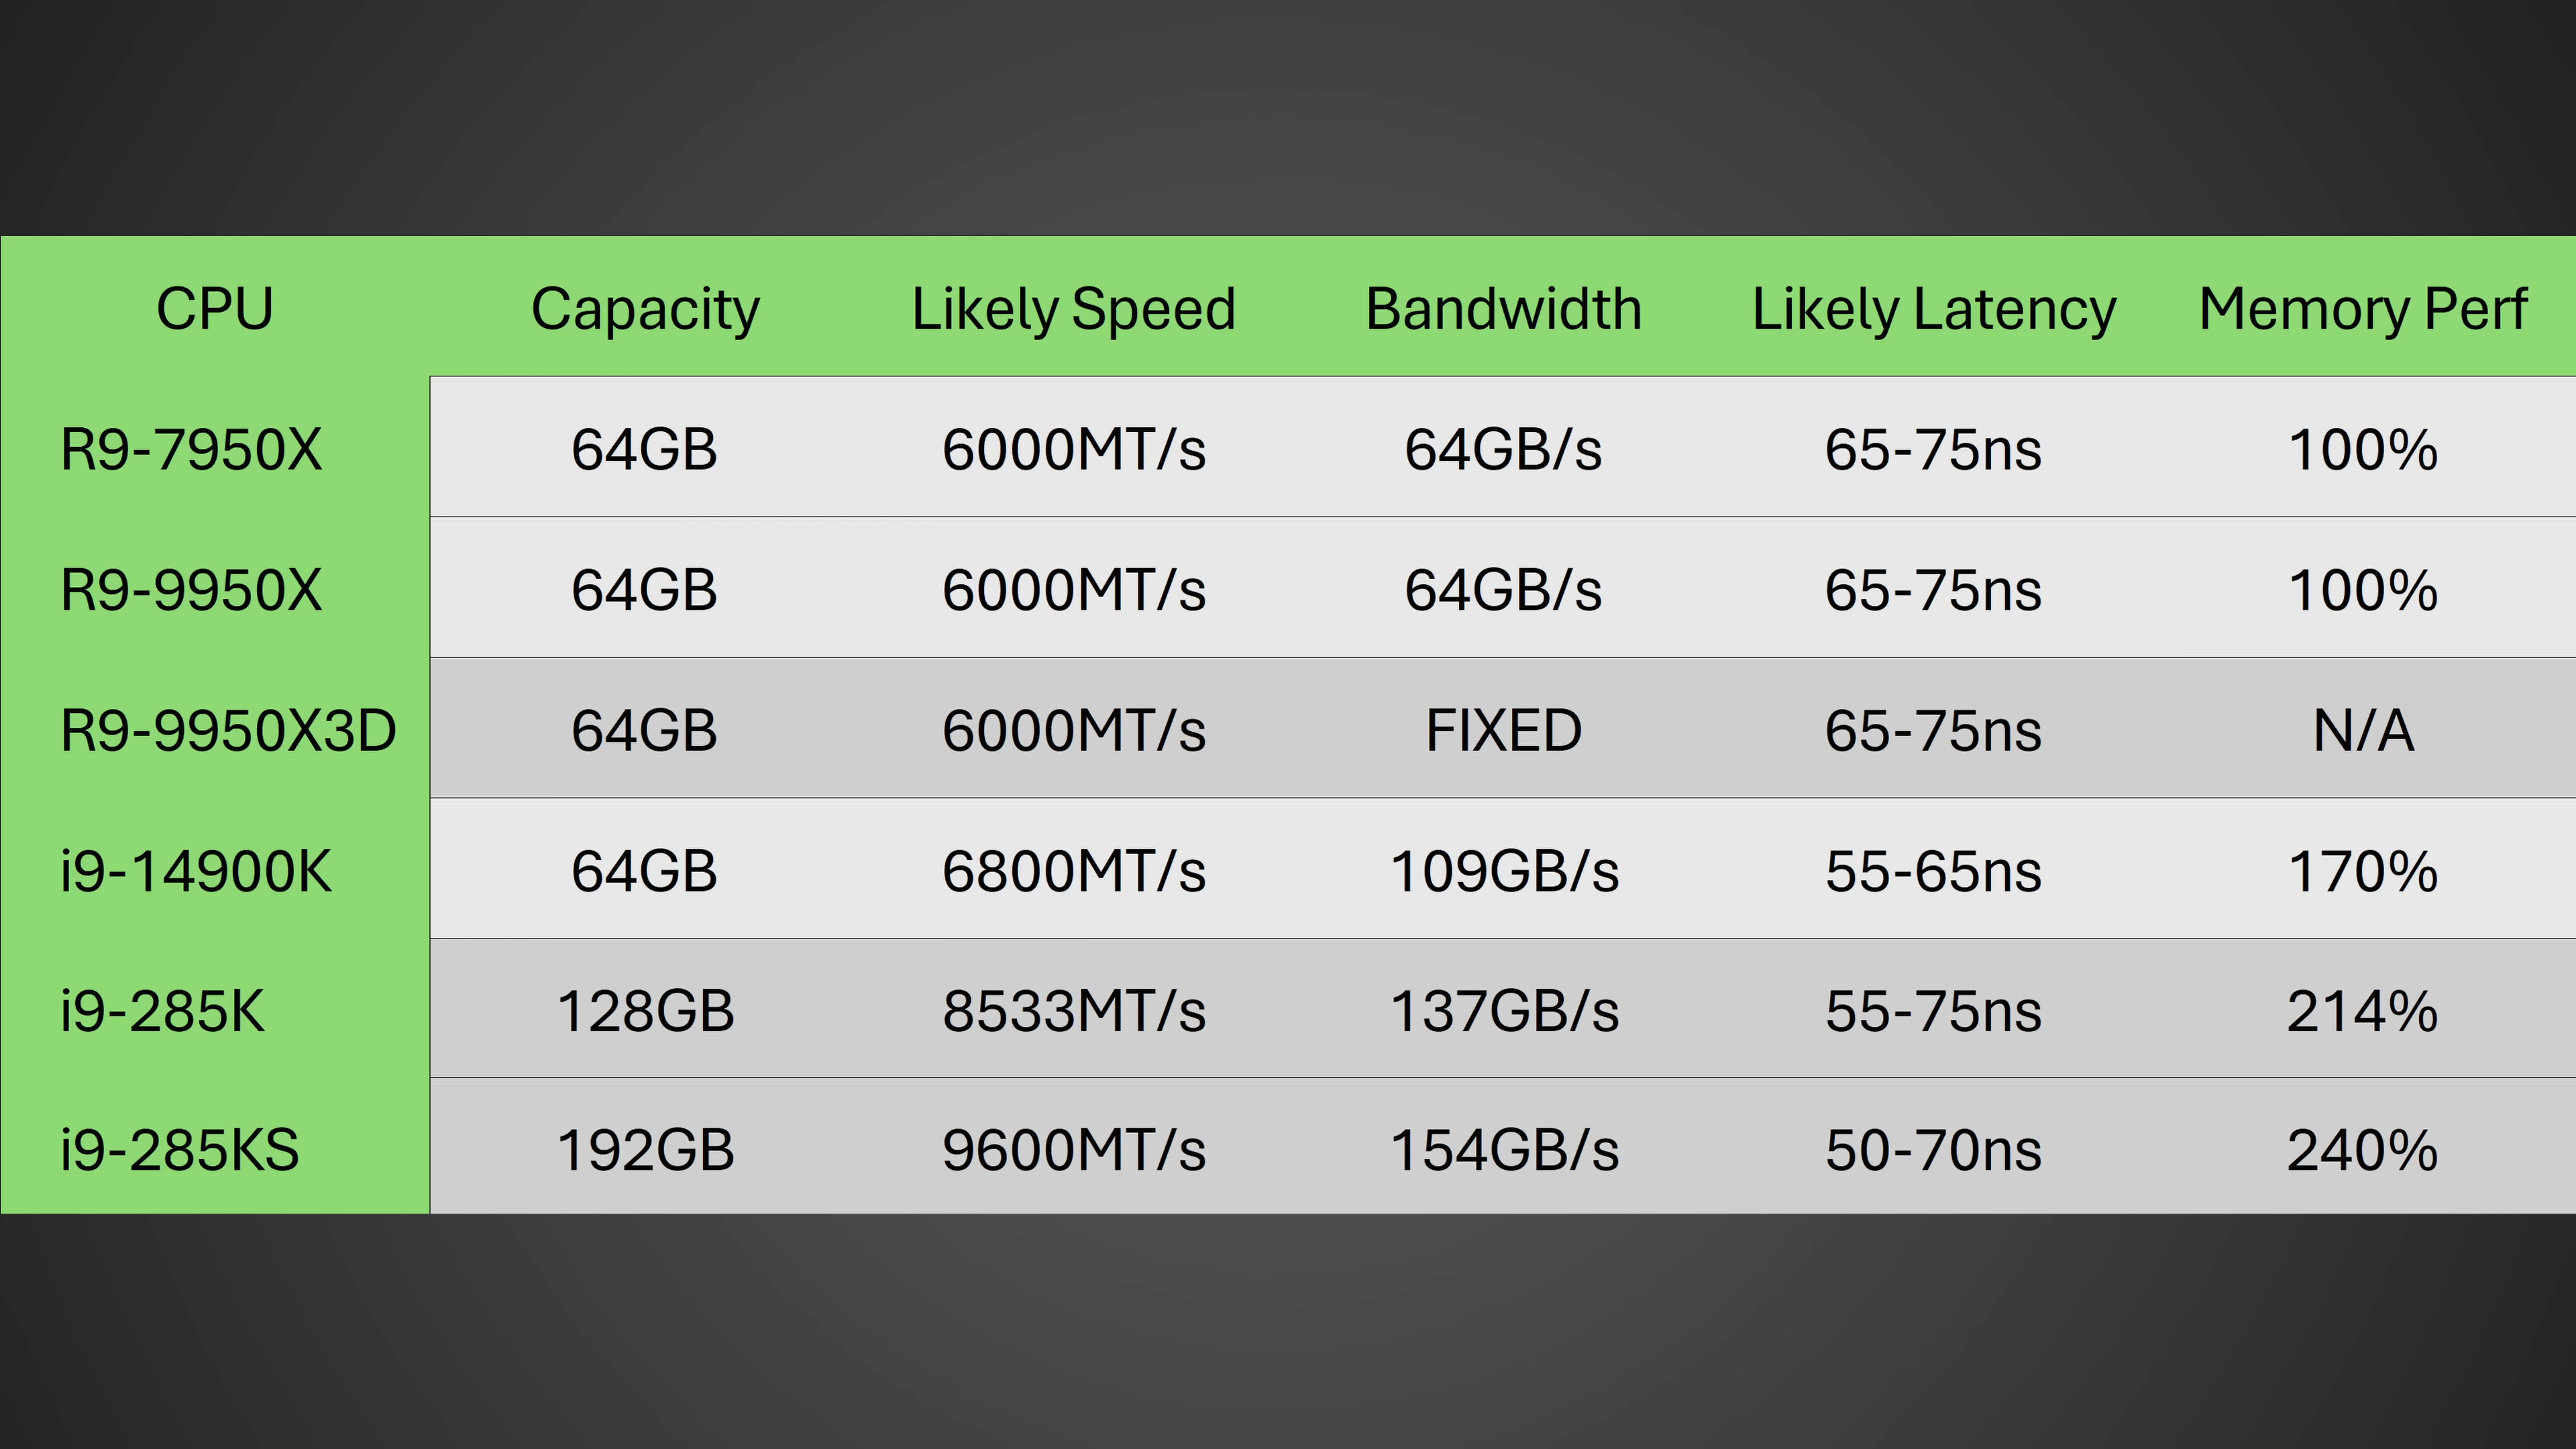 CPU Capacity Likely Speed Bandwidth Likely Latency Memory Perf
R9-7950X 64GB 6000MT/s 64GB/s 65-75ns 100%
R9-9950X 64GB 6000MT/s 64GB/s 65-75ns 100%
R9-9950X3D 64GB 6000MT/s FIXED 65-75ns N/A
i9-14900K 64GB 6800MT/s 109GB/s 55-65ns 170%
i9-285K 128GB 8533MT/s 137GB/s 55-75ns 214%
i9-285KS 192GB 9600MT/s 154GB/s 50-70ns 240%